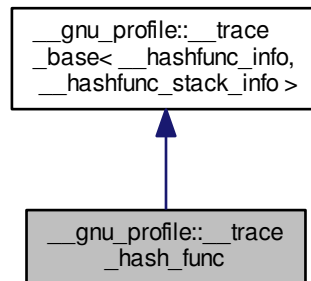 __gnu_profile::__trace
_base< __hashfunc_info,
__hashfunc_stack_info >
__gnu_profile::__trace
_hash_func